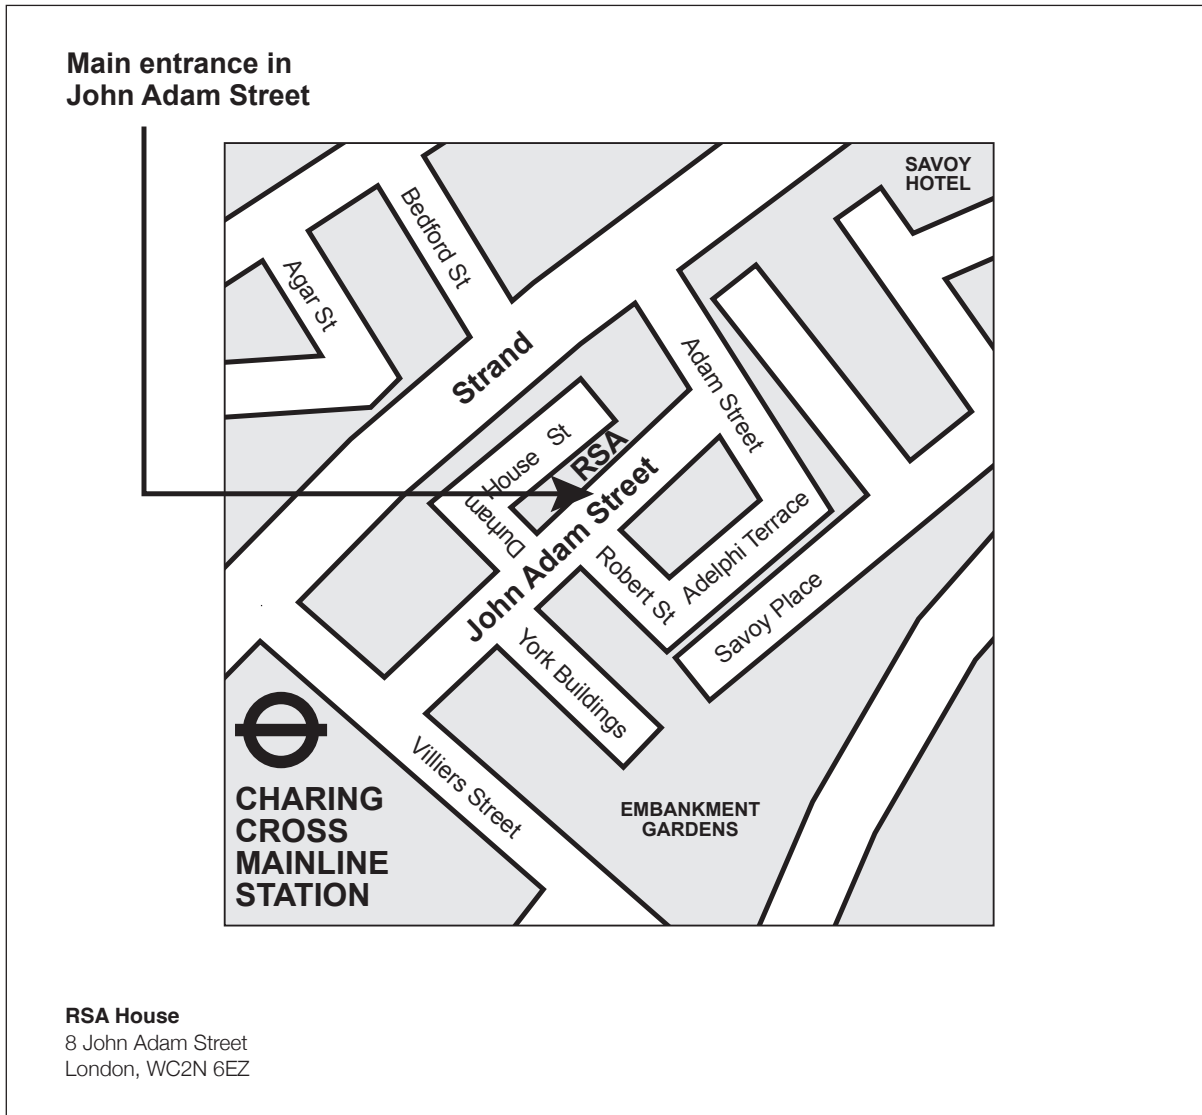 Main entrance in
John Adam Street
SAVOY
HOTEL
Bedford St
Agar St
Strand
Adam Street
House St
RSA
Durham
John Adam Street
Robert St
Adelphi Terrace
Savoy Place
York Buildings
Villiers Street
CHARING
CROSS
MAINLINE
STATION
EMBANKMENT
GARDENS
RSA House
8 John Adam Street
London, WC2N 6EZ